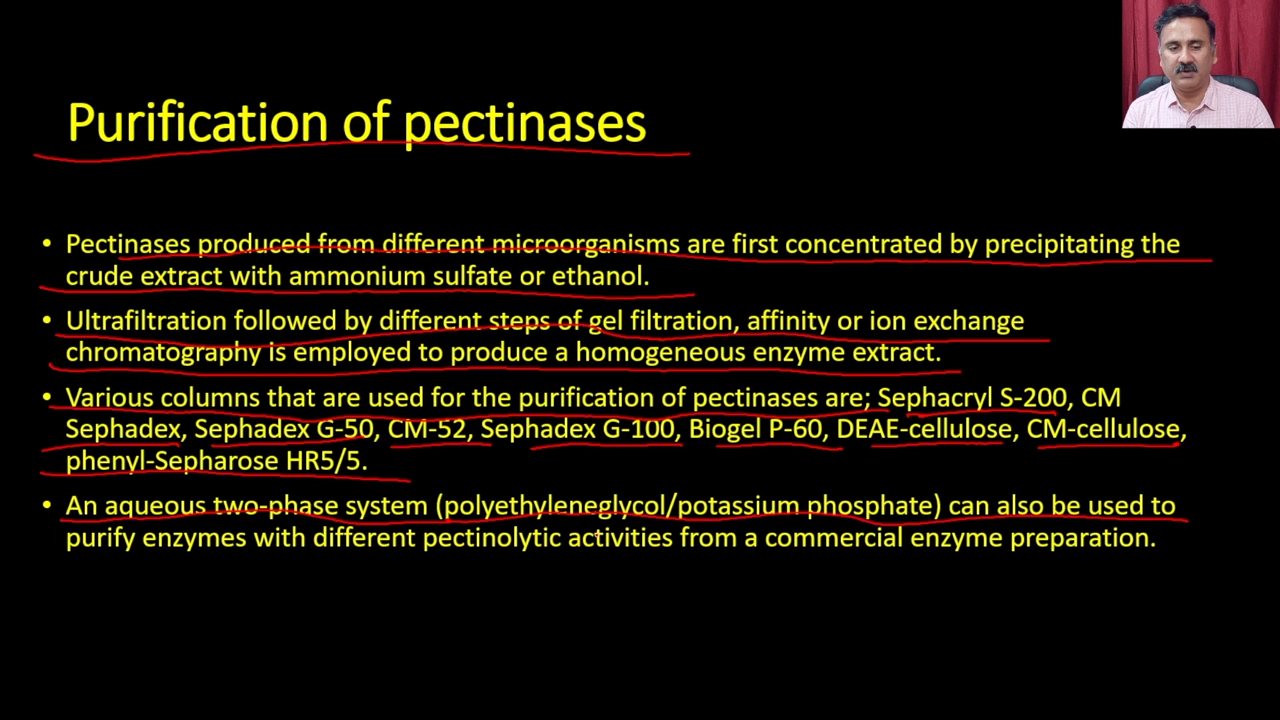 Purification of pectinases
• Pectinases produced from different microorganisms are first concentrated by precipitating the
crude extract with ammonium sulfate or ethanol.
• Ultrafiltration followed by different steps of gel filtration, affinity or ion exchange
chromatography is employed to produce a homogeneous enzyme extract.
• Various columns that are used for the purification of pectinases are; Sephacryl S-200, CM
Sephadex, Sephadex G-50, CM-52, Sephadex G-100, Biogel P-60, DEAE-cellulose, CM-cellulose,
phenyl-Sepharose HR5/5.
• An aqueous two-phase system (polyethyleneglycol/potassium phosphate) can also be used to
purify enzymes with different pectinolytic activities from a commercial enzyme preparation.